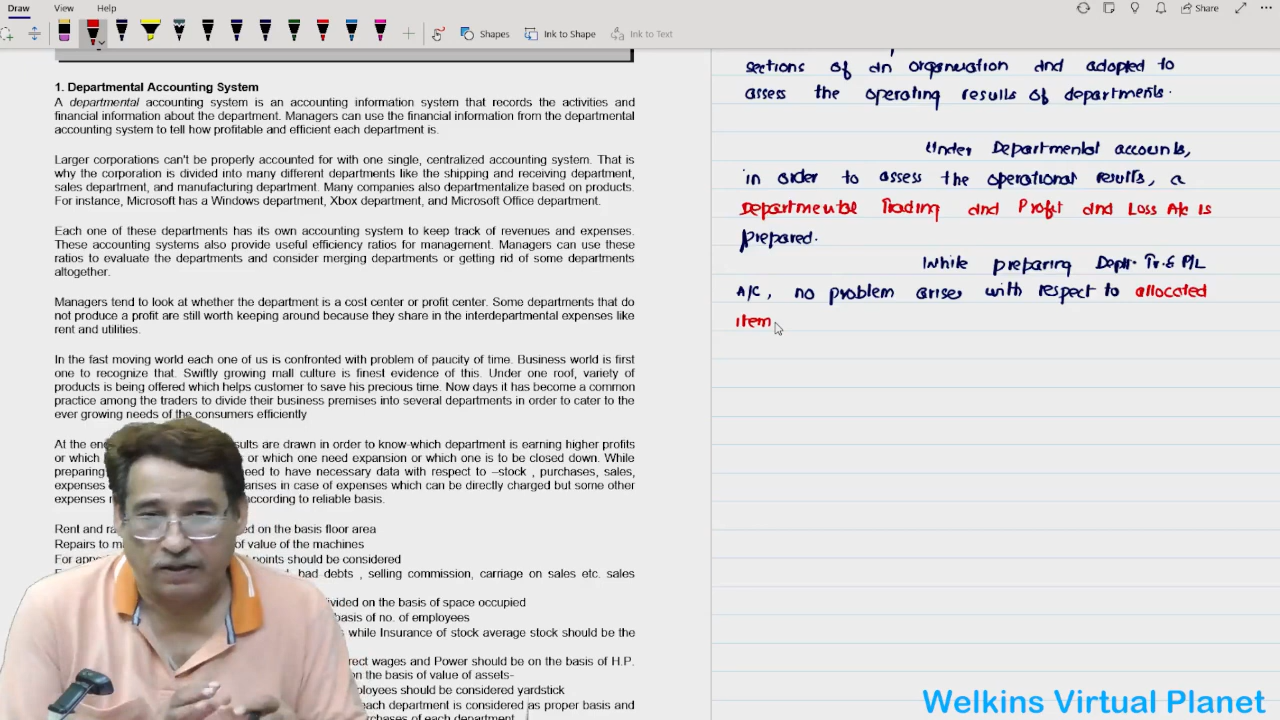 Draw View Help
Share
Shapes Ink to Shape Ink to Text
1. Departmental Accounting System
A departmental accounting system is an accounting information system that records the activities and
financial information about the department. Managers can use the financial information from the departmental
accounting system to tell how profitable and efficient each department is.
Larger corporations can't be properly accounted for with one single, centralized accounting system. That is
why the corporation is divided into many different departments like the shipping and receiving department,
sales department, and manufacturing department. Many companies also departmentalize based on products.
For instance, Microsoft has a Windows department, Xbox department, and Microsoft Office department.
Each one of these departments has its own accounting system to keep track of revenues and expenses.
These accounting systems also provide useful efficiency ratios for management. Managers can use these
ratios to evaluate the departments and consider merging departments or getting rid of some departments
altogether.
Managers tend to look at whether the department is a cost center or profit center. Some departments that do
not produce a profit are still worth keeping around because they share in the interdepartmental expenses like
rent and utilities.
In the fast moving world each one of us is confronted with problem of paucity of time. Business world is first
one to recognize that. Swiftly growing mall culture is finest evidence of this. Under one roof, variety of
products is being offered which helps customer to save his precious time. Now days it has become a common
practice among the traders to divide their business premises into several departments in order to cater to the
ever growing needs of the consumers efficiently
At the en sults are drawn in order to know-which department is earning higher profits
or which or which one need expansion or which one is to be closed down. While
preparing need to have necessary data with respect to –stock , purchases, sales,
expenses arises in case of expenses which can be directly charged but some other
expenses according to reliable basis.
Rent and ra ed on the basis floor area
Repairs to m of value of the machines
For appo points should be considered
bad debts , selling commission, carriage on sales etc. sales
vided on the basis of space occupied
basis of no. of employees
while Insurance of stock average stock should be the
rect wages and Power should be on the basis of H.P.
on the basis of value of assets-
ployees should be considered yardstick
each department is considered as proper basis and
rchases of each department
sections of an organisation and adopted to
assess the operating results of departments.
Under Departmental accounts,
in order to assess the operational results, a
Departmental Trading and Profit and Loss A/c is
prepared.
While preparing Deptt. Tr. & P/L
A/c, no problem arises with respect to allocated
item
Welkins Virtual Planet